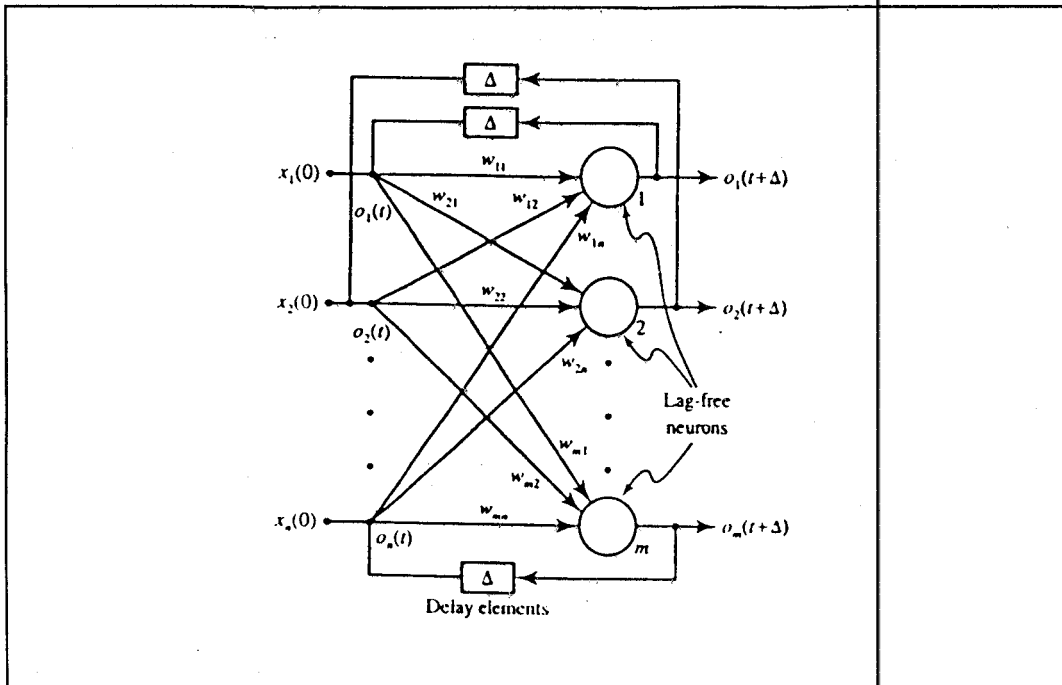 Δ
Δ
x₁(0) w₁₁ o₁(t+Δ)
o₁(t) w₂₁ w₁₂ 1
w₁ₙ
x₂(0) w₂₂ o₂(t+Δ)
o₂(t) 2
w₂ₙ
Lag-free
neurons
wₘ₁
wₘ₂
xₙ(0) wₘₙ oₘ(t+Δ)
oₙ(t) m
Δ
Delay elements